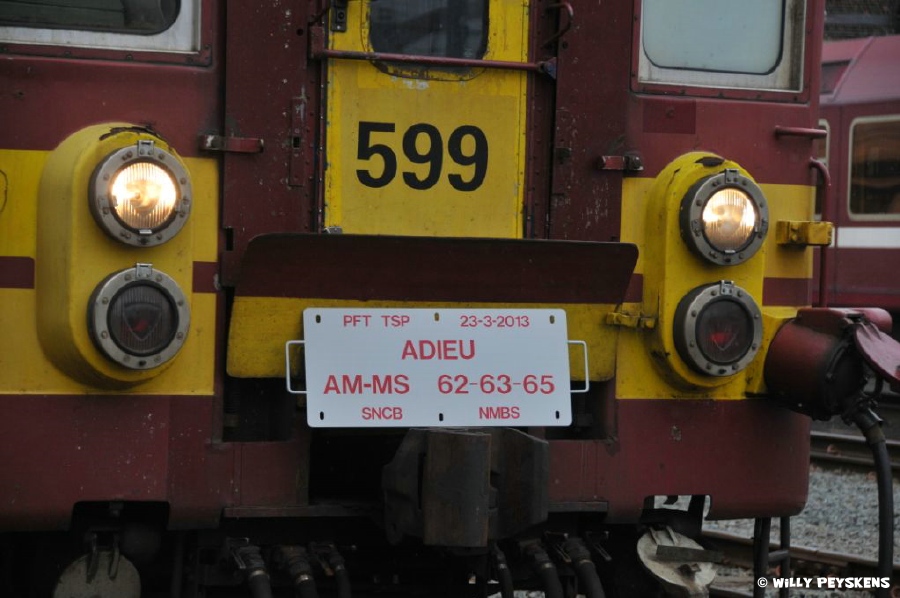 599
PFT TSP 23-3-2013
ADIEU
AM-MS 62-63-65
SNCB NMBS
© WILLY PEYSKENS